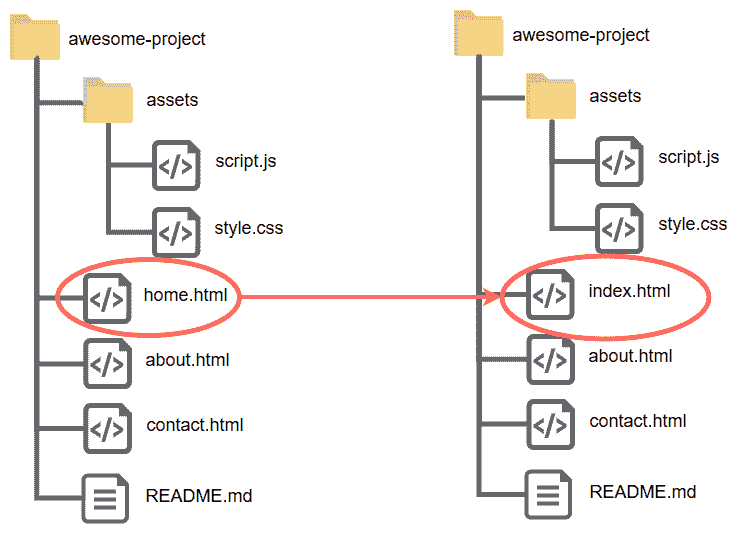 awesome-project
assets
script.js
style.css
home.html
about.html
contact.html
README.md
awesome-project
assets
script.js
style.css
index.html
about.html
contact.html
README.md